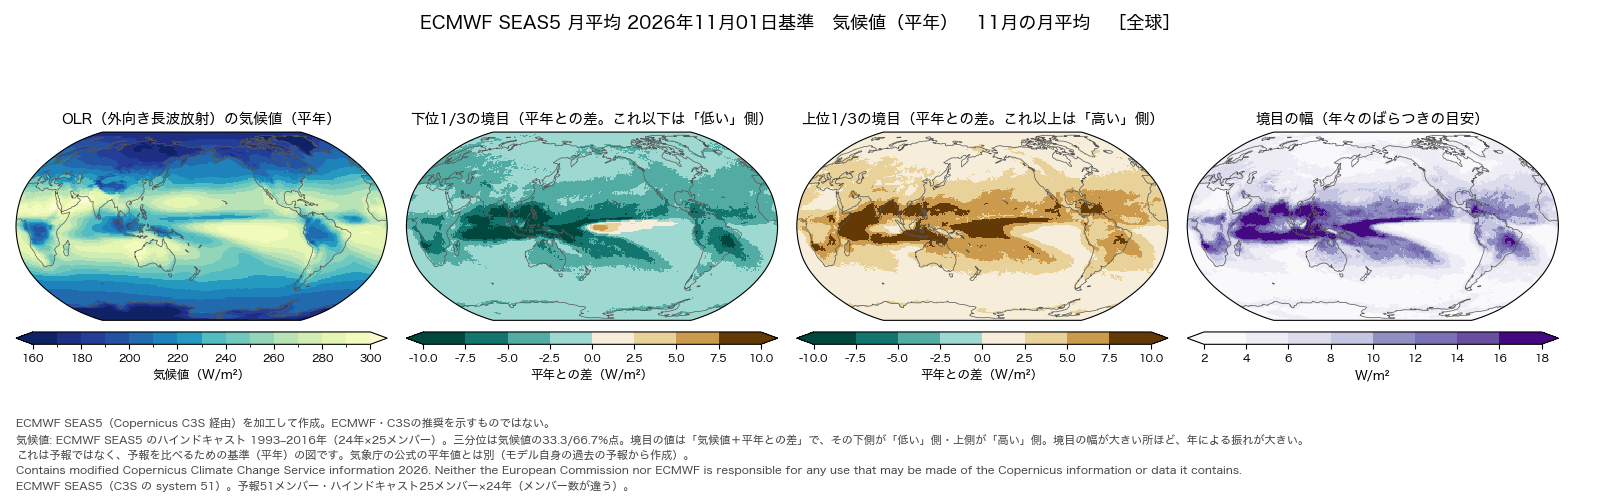 ECMWF SEAS5 月平均 2026年11月01日基準　気候値（平年）　11月の月平均　［全球］
OLR（外向き長波放射）の気候値（平年）
下位1/3の境目（平年との差。これ以下は「低い」側）
上位1/3の境目（平年との差。これ以上は「高い」側）
境目の幅（年々のばらつきの目安）
160 180 200 220 240 260 280 300
気候値（W/m²）
-10.0 -7.5 -5.0 -2.5 0.0 2.5 5.0 7.5 10.0
平年との差（W/m²）
-10.0 -7.5 -5.0 -2.5 0.0 2.5 5.0 7.5 10.0
平年との差（W/m²）
2 4 6 8 10 12 14 16 18
W/m²
ECMWF SEAS5（Copernicus C3S 経由）を加工して作成。ECMWF・C3Sの推奨を示すものではない。
気候値: ECMWF SEAS5 のハインドキャスト 1993–2016年（24年×25メンバー）。三分位は気候値の33.3/66.7%点。境目の値は「気候値＋平年との差」で、その下側が「低い」側・上側が「高い」側。境目の幅が大きい所ほど、年による振れが大きい。
これは予報ではなく、予報を比べるための基準（平年）の図です。気象庁の公式の平年値とは別（モデル自身の過去の予報から作成）。
Contains modified Copernicus Climate Change Service information 2026. Neither the European Commission nor ECMWF is responsible for any use that may be made of the Copernicus information or data it contains.
ECMWF SEAS5（C3S の system 51）。予報51メンバー・ハインドキャスト25メンバー×24年（メンバー数が違う）。